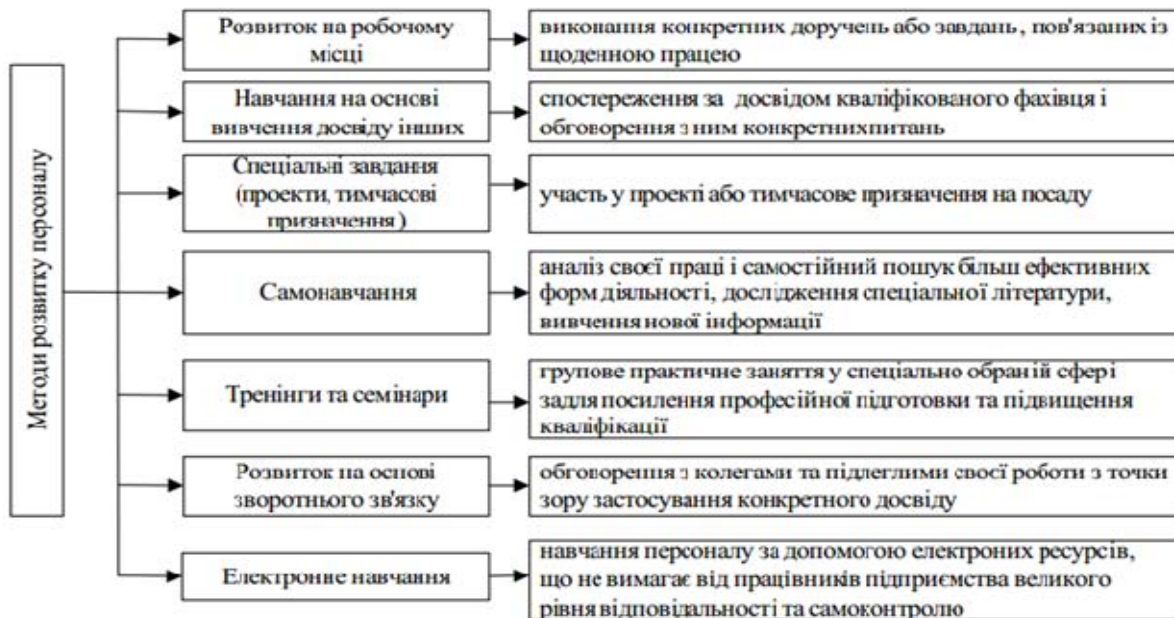 Методи розвитку персоналу
Розвиток на робочому
місці
виконання конкретних доручень або завдань, пов'язаних із
щоденною працею
Навчання на основі
вивчення досвіду інших
спостереження за досвідом кваліфікованого фахівця і
обговорення з ним конкретнихпитань
Спеціальні завдання
(проекти, тимчасові
призначення)
участь у проекті або тимчасове призначення на посаду
Самонавчання
аналіз своєї праці і самостійний пошук більш ефективних
форм діяльності, дослідження спеціальної літератури,
вивчення нової інформації
Тренінги та семінари
групове практичне заняття у спеціально обраній сфері
задля посилення професійної підготовки та підвищення
кваліфікації
Розвиток на основі
зворотнього зв'язку
обговорення з колегами та підлеглими своєї роботи з точки
зору застосування конкретного досвіду
Електронне навчання
навчання персоналу за допомогою електроних ресурсів,
що не вимагає від працівників підприємства великого
рівня відповідальності та самоконтролю